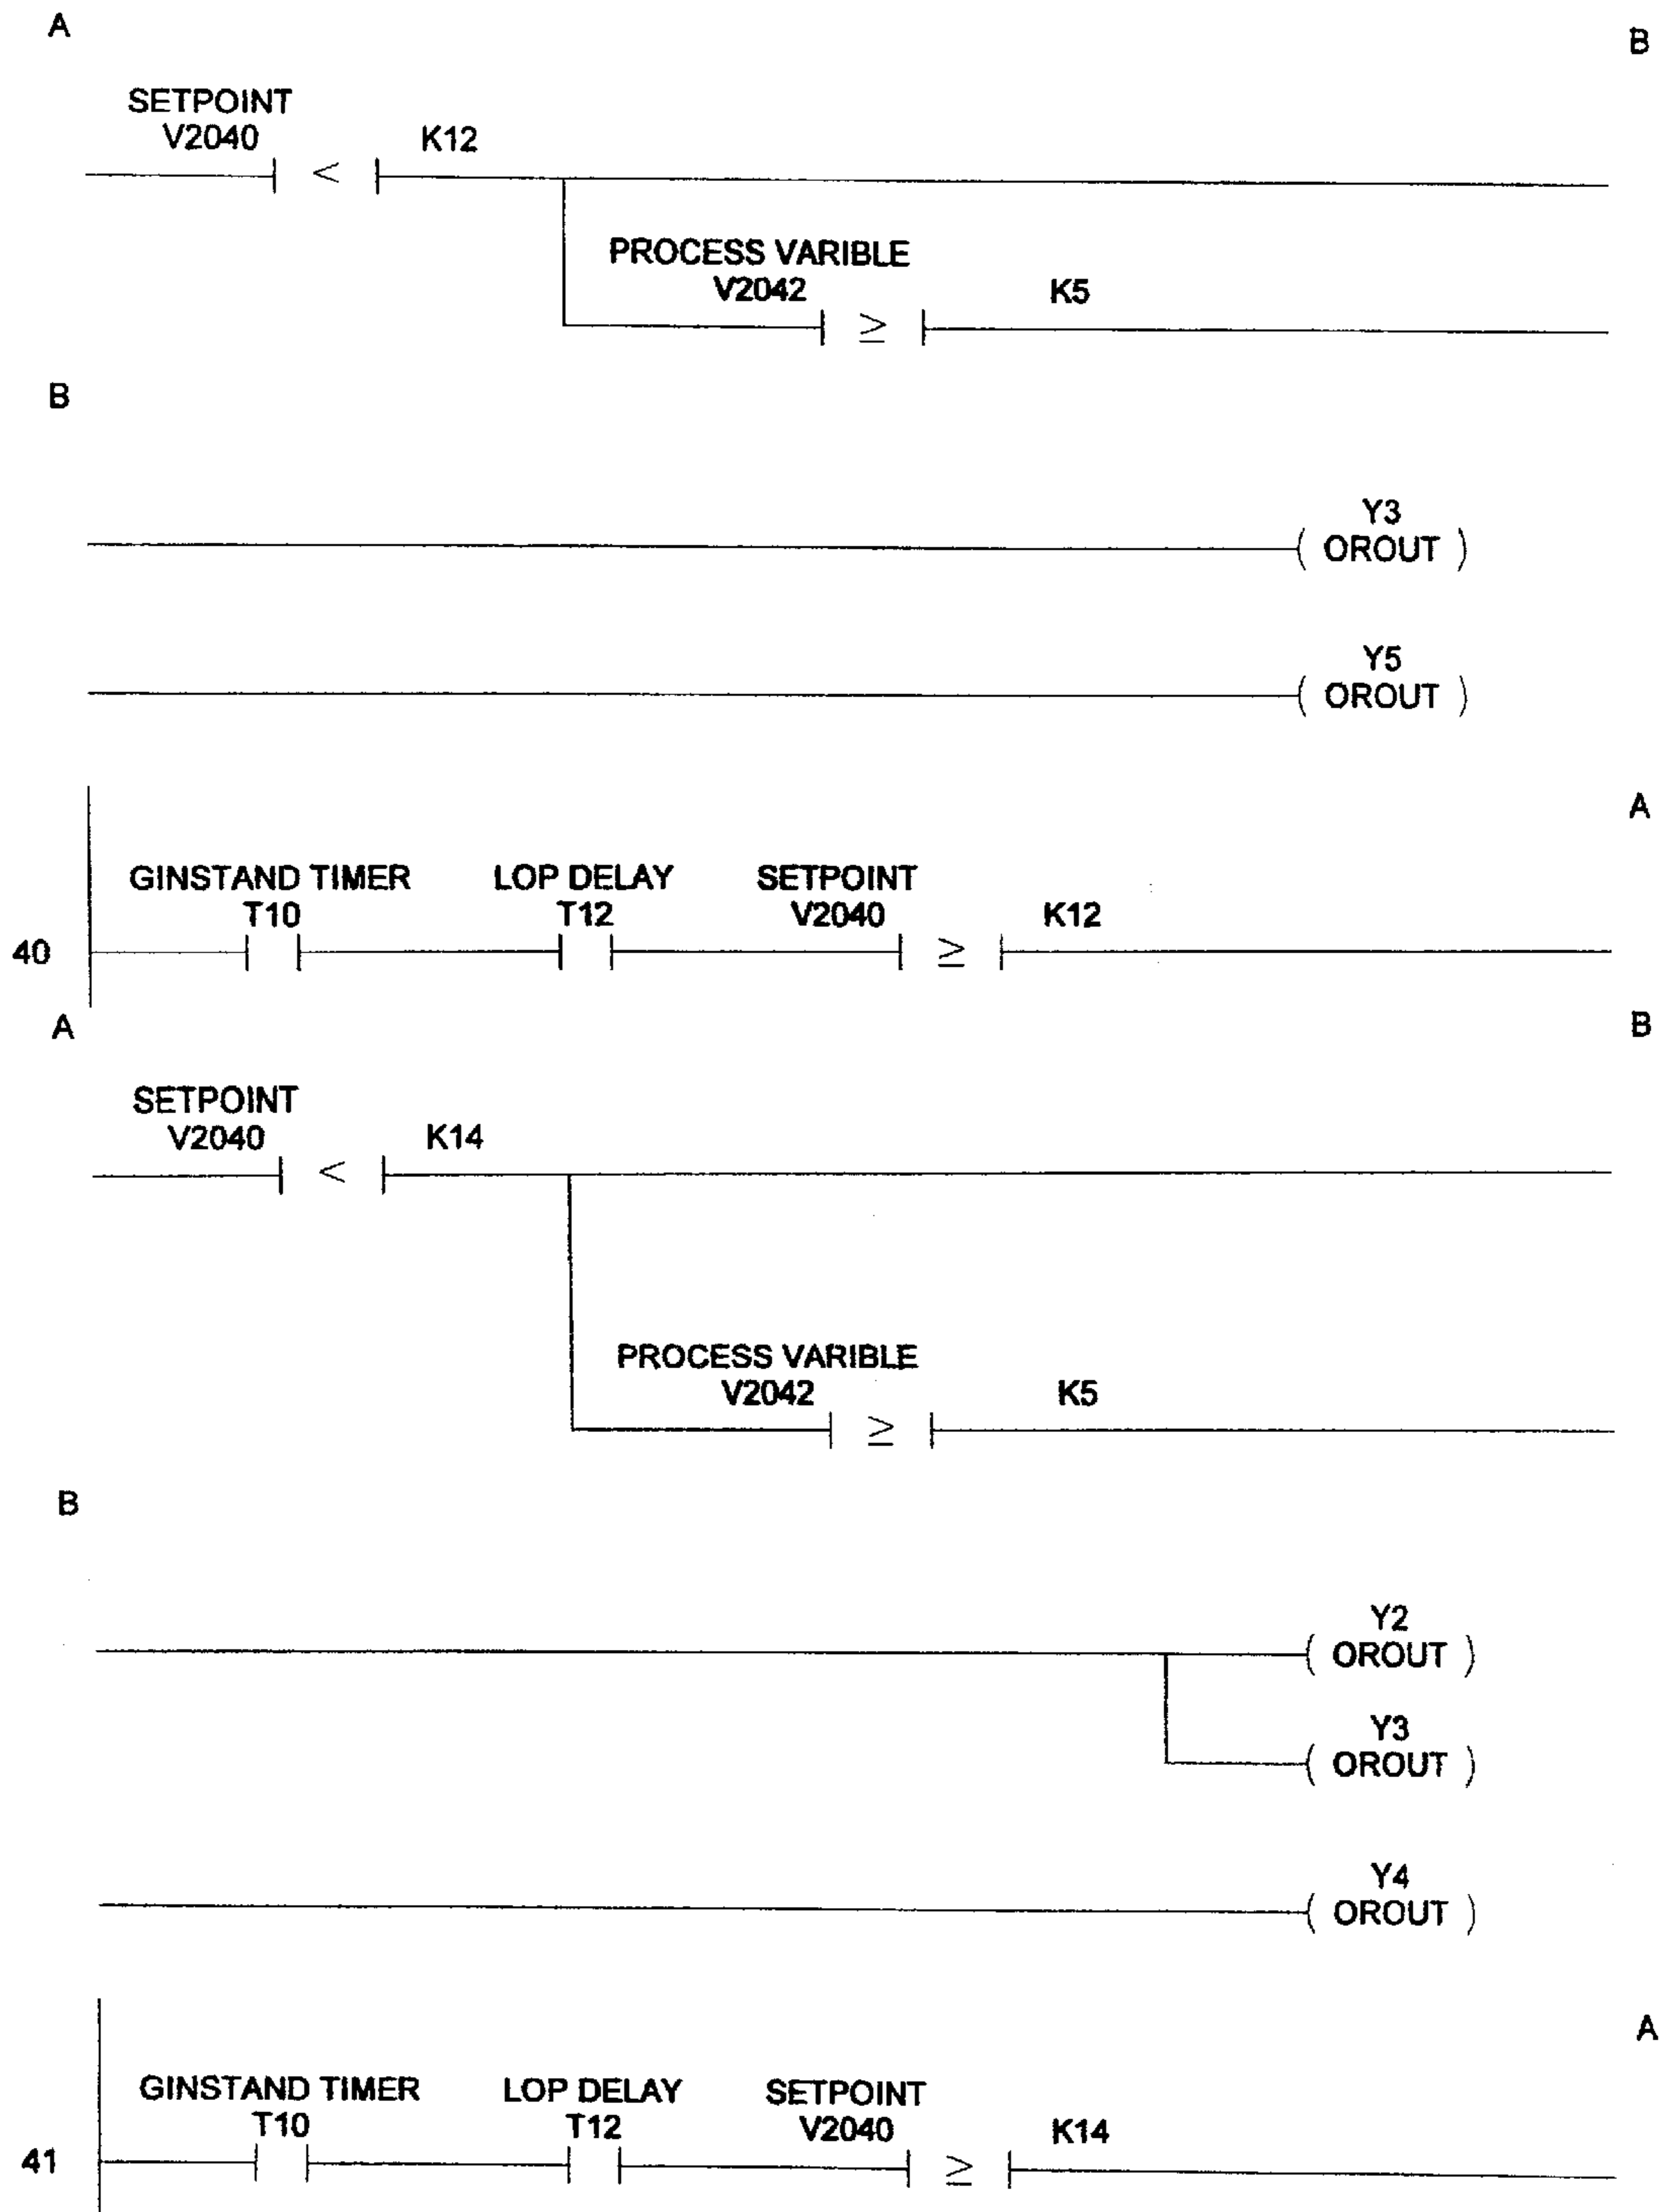 A
B
SETPOINT
V2040
<
K12
PROCESS VARIBLE
V2042
≥
K5
B
Y3
( OROUT )
Y5
( OROUT )
A
GINSTAND TIMER
T10
LOP DELAY
T12
SETPOINT
V2040
≥
K12
40
A
B
SETPOINT
V2040
<
K14
PROCESS VARIBLE
V2042
≥
K5
B
Y2
( OROUT )
Y3
( OROUT )
Y4
( OROUT )
A
GINSTAND TIMER
T10
LOP DELAY
T12
SETPOINT
V2040
≥
K14
41